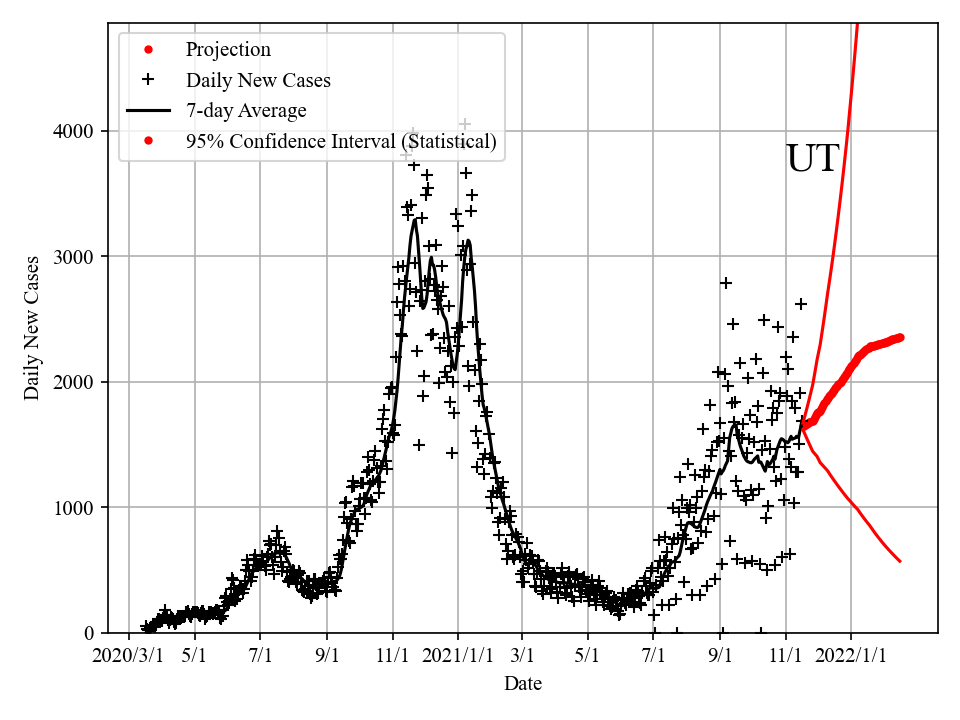 Projection
Daily New Cases
7-day Average
95% Confidence Interval (Statistical)
UT
4000
3000
2000
1000
0
Daily New Cases
2020/3/1 5/1 7/1 9/1 11/1 2021/1/1 3/1 5/1 7/1 9/1 11/1 2022/1/1
Date